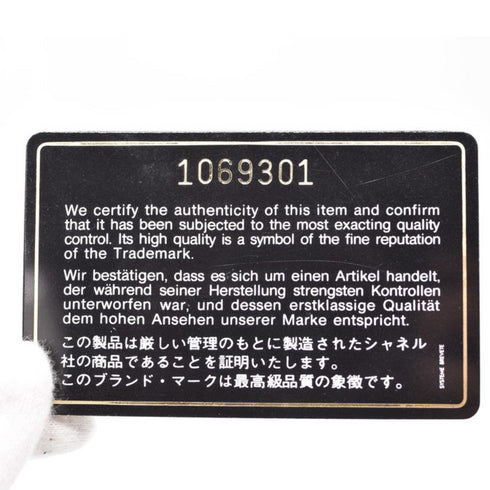 1069301
We certify the authenticity of this item and confirm
that it has been subjected to the most exacting quality
control. Its high quality is a symbol of the fine reputation
of the Trademark.
Wir bestätigen, dass es sich um einen Artikel handelt,
der während seiner Herstellung strengsten Kontrollen
unterworfen war, und dessen erstklassige Qualität
dem hohen Ansehen unserer Marke entspricht.
この製品は厳しい管理のもとに製造されたシャネル
社の商品であることを証明いたします。
このブランド・マークは最高級品質の象徴です。
SYSTEME BREVETE